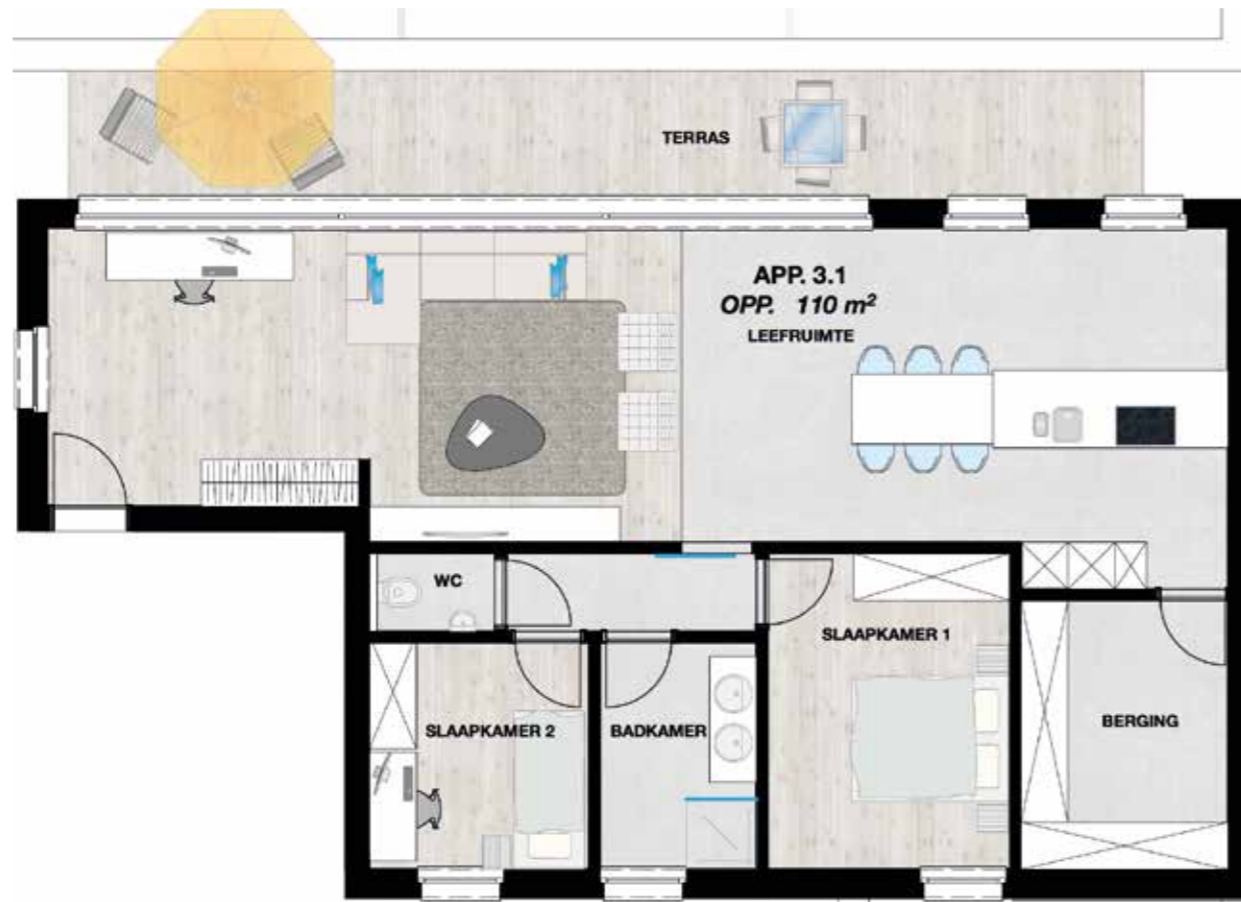 TERRAS
APP. 3.1
OPP. 110 m²
LEEFRUIMTE
WC
SLAAPKAMER 1
SLAAPKAMER 2
BADKAMER
BERGING